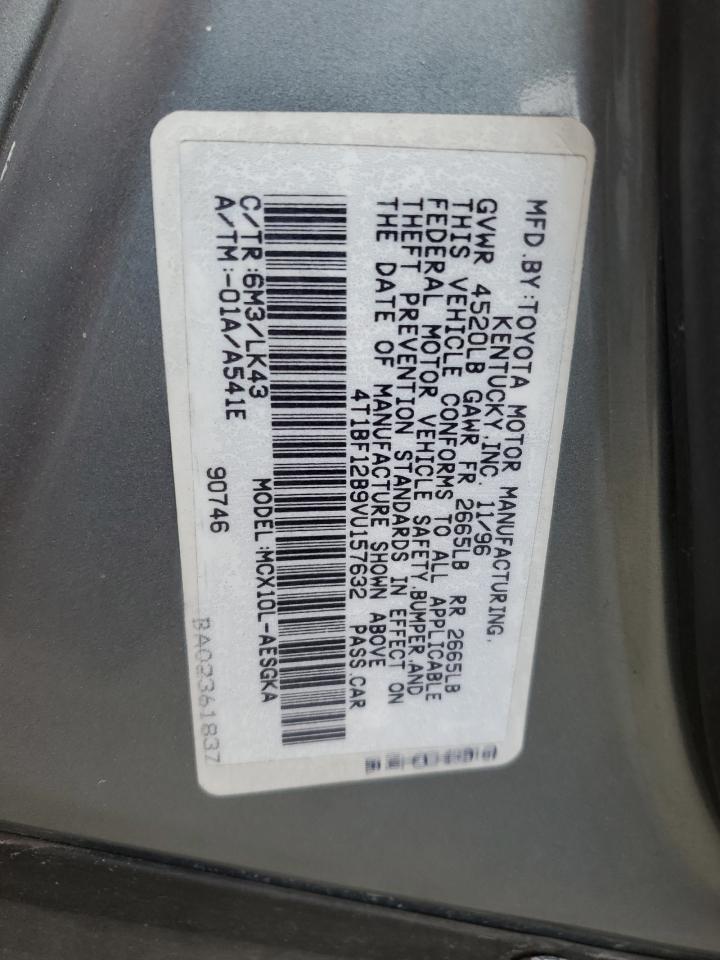 MFD.BY:TOYOTA MOTOR MANUFACTURING,
KENTUCKY,INC. 11/96
GVWR 4520LB GAWR FR 2665LB RR 2665LB
THIS VEHICLE CONFORMS TO ALL APPLICABLE
FEDERAL MOTOR VEHICLE SAFETY,BUMPER,AND
THEFT PREVENTION STANDARDS IN EFFECT ON
THE DATE OF MANUFACTURE SHOWN ABOVE
4T1BF12B9VU157632 PASS.CAR
C/TR:6M3/LK43 MODEL:MCX10L-AESGKA
A/TM:-01A/A541E 90746
BA02361837